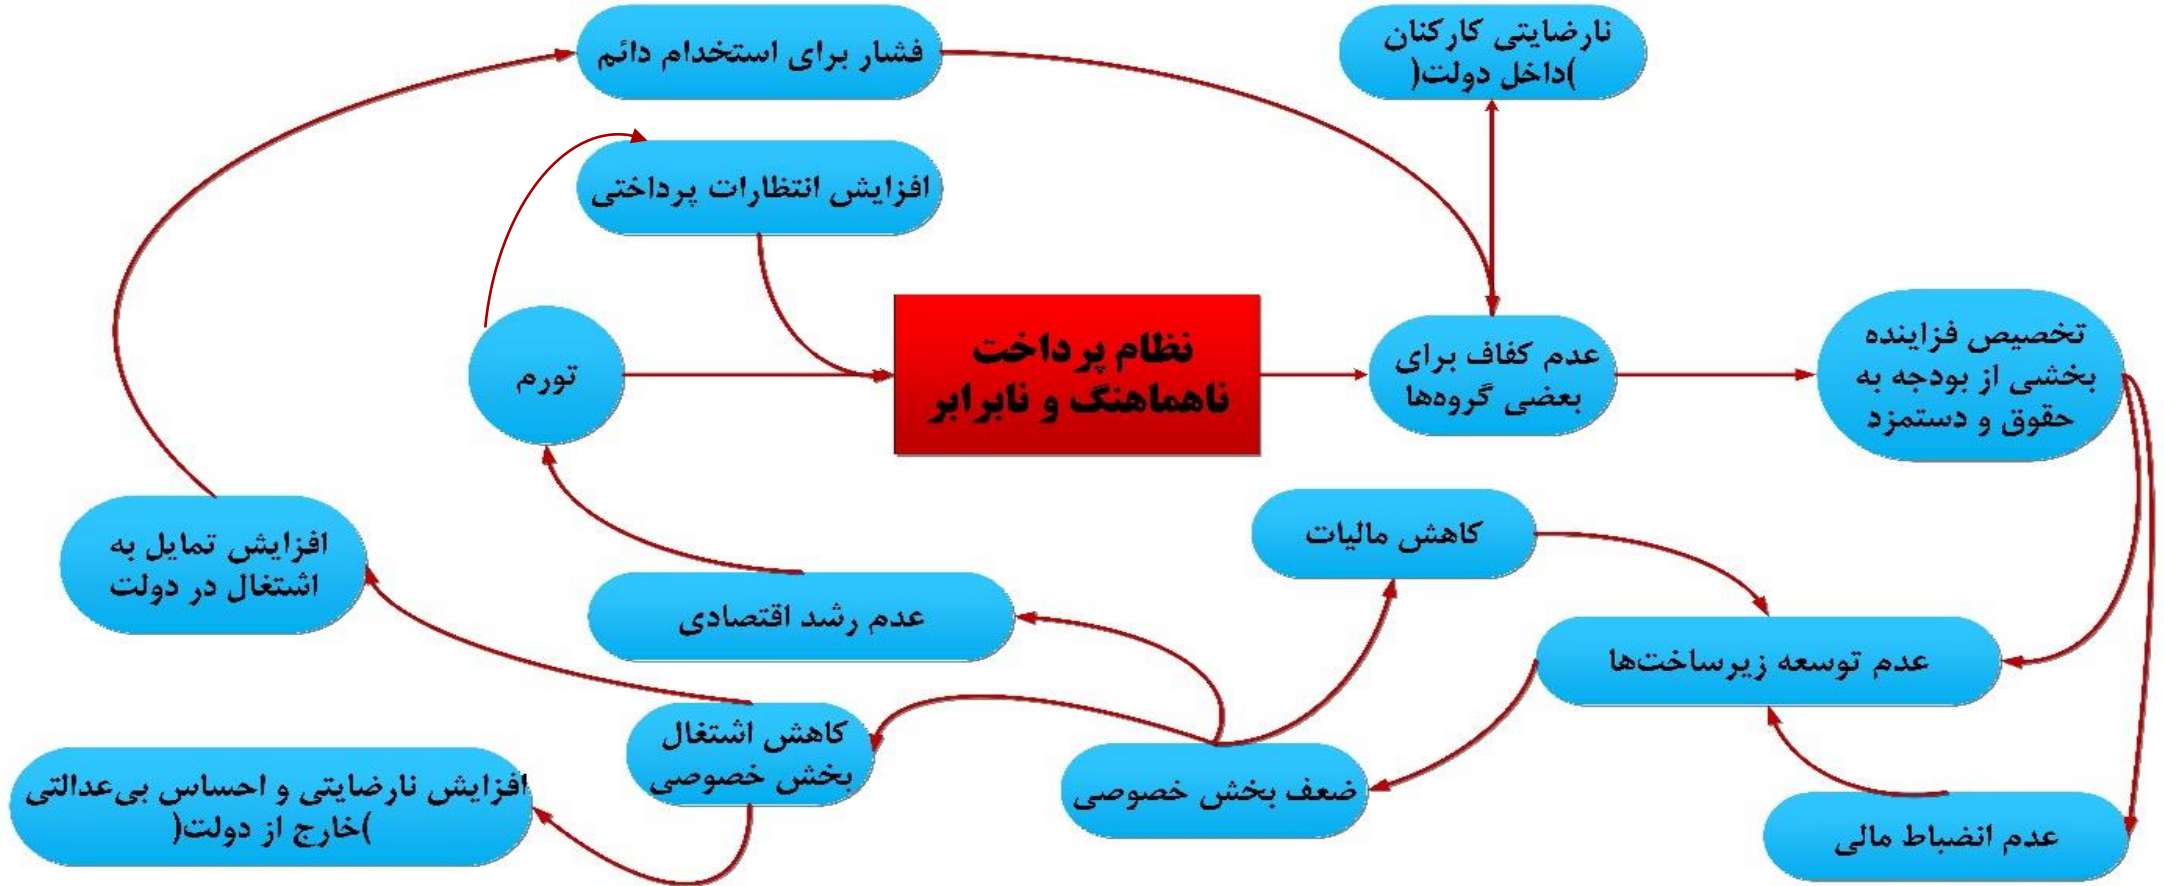 فشار برای استخدام دائم
نارضایتی کارکنان
)داخل دولت(
افزایش انتظارات پرداختی
تورم
نظام پرداخت
ناهماهنگ و نابرابر
عدم کفاف برای
بعضی گروه‌ها
تخصیص فزاینده
بخشی از بودجه به
حقوق و دستمزد
کاهش مالیات
افزایش تمایل به
اشتغال در دولت
عدم رشد اقتصادی
عدم توسعه زیرساخت‌ها
کاهش اشتغال
بخش خصوصی
ضعف بخش خصوصی
افزایش نارضایتی و احساس بی‌عدالتی
)خارج از دولت(
عدم انضباط مالی